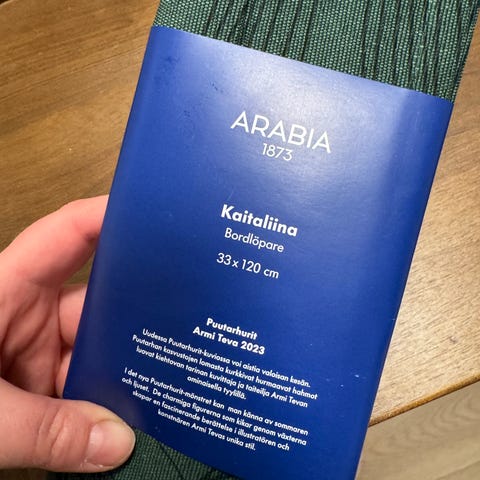 ARABIA
1873
Kaitaliina
Bordlöpare
33 x 120 cm
Puutarhurit
Armi Teva 2023
Uudessa Puutarhurit-kuviossa voi aistia valoisan kesän.
Puutarhan kasvustojen lomasta kurkkivat hurmaavat hahmot
luovat kiehtovan tarinan kuvittaja ja taiteilija Armi Tevan
ominaisella tyylillä.
I det nya Puutarhurit-mönstret kan man känna av sommaren
och ljuset. De charmiga figurerna som kikar genom växterna
skapar en fascinerande berättelse i illustratören och
konstnären Armi Tevas unika stil.